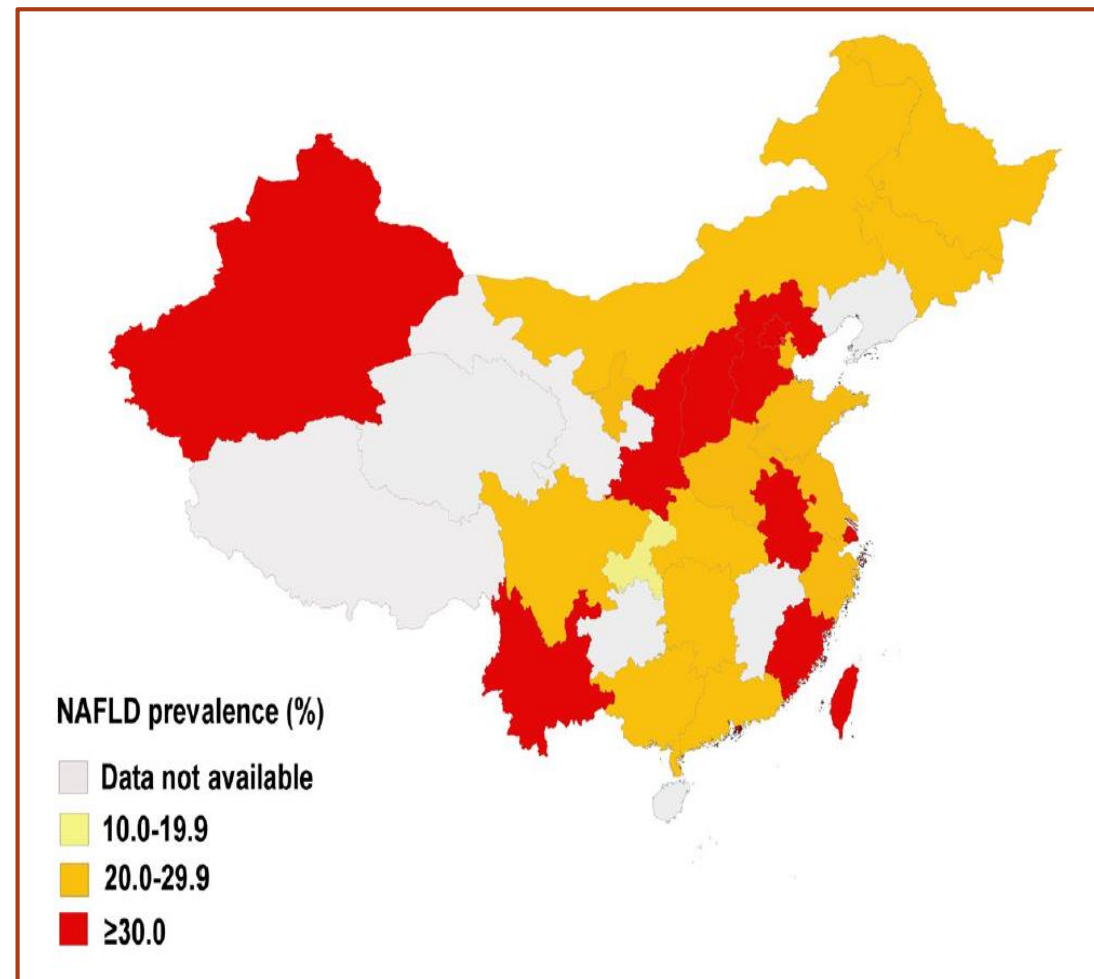 NAFLD prevalence (%)
Data not available
10.0-19.9
20.0-29.9
≥30.0